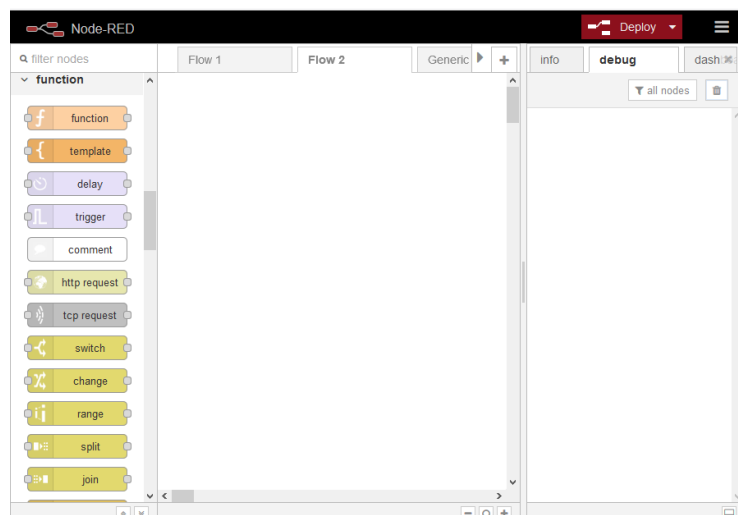 Node-RED
Deploy
filter nodes
Flow 1
Flow 2
Generic
info
debug
dash
function
all nodes
function
template
delay
trigger
comment
http request
tcp request
switch
change
range
split
join